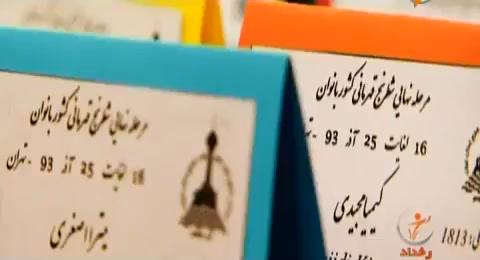 مرحله نهایی شطرنج قهرمانی کشور بانوان
16 لغایت 25 آذر 93 - تهران
میترا اصغری
مرحله نهایی شطرنج قهرمانی کشور بانوان
16 لغایت 25 آذر 93 - تهران
کیمیا مجیدی
1813
رشداد